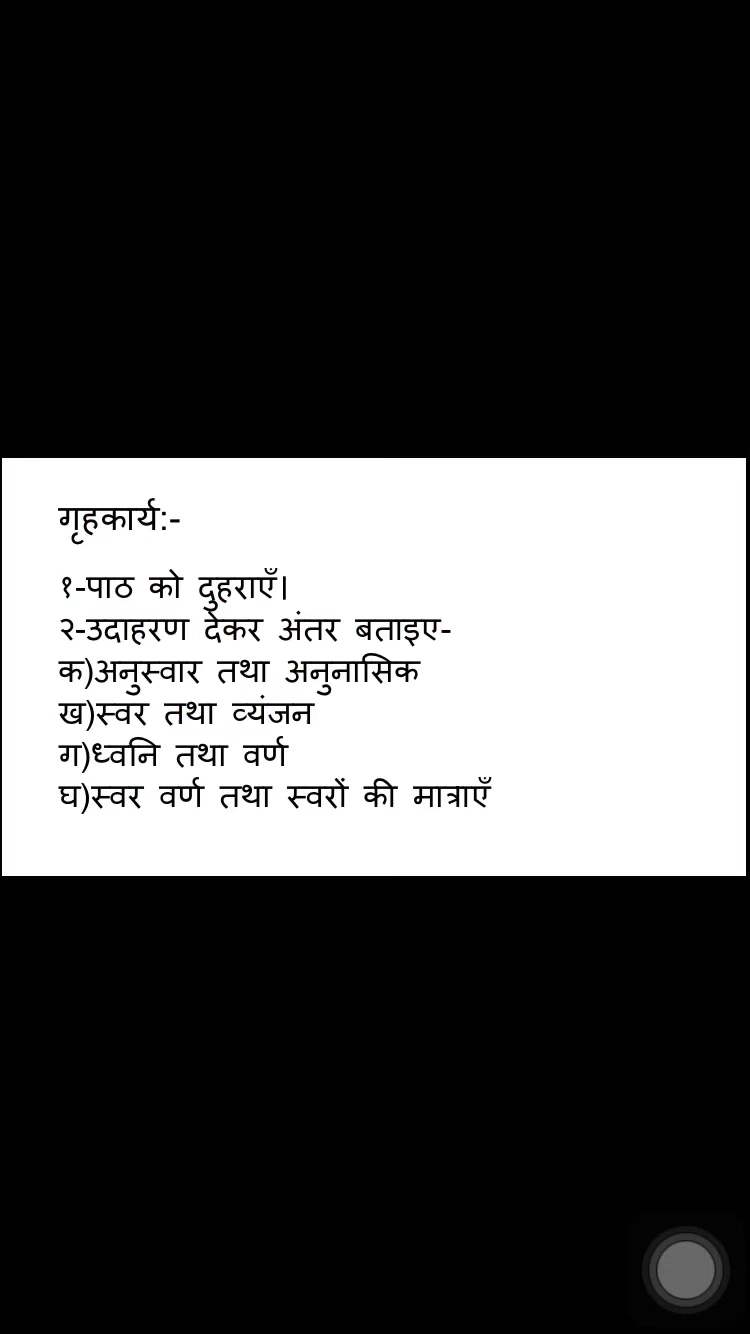 गृहकार्य:-
१-पाठ को दुहराएँ।
२-उदाहरण देकर अंतर बताइए-
क)अनुस्वार तथा अनुनासिक
ख)स्वर तथा व्यंजन
ग)ध्वनि तथा वर्ण
घ)स्वर वर्ण तथा स्वरों की मात्राएँ